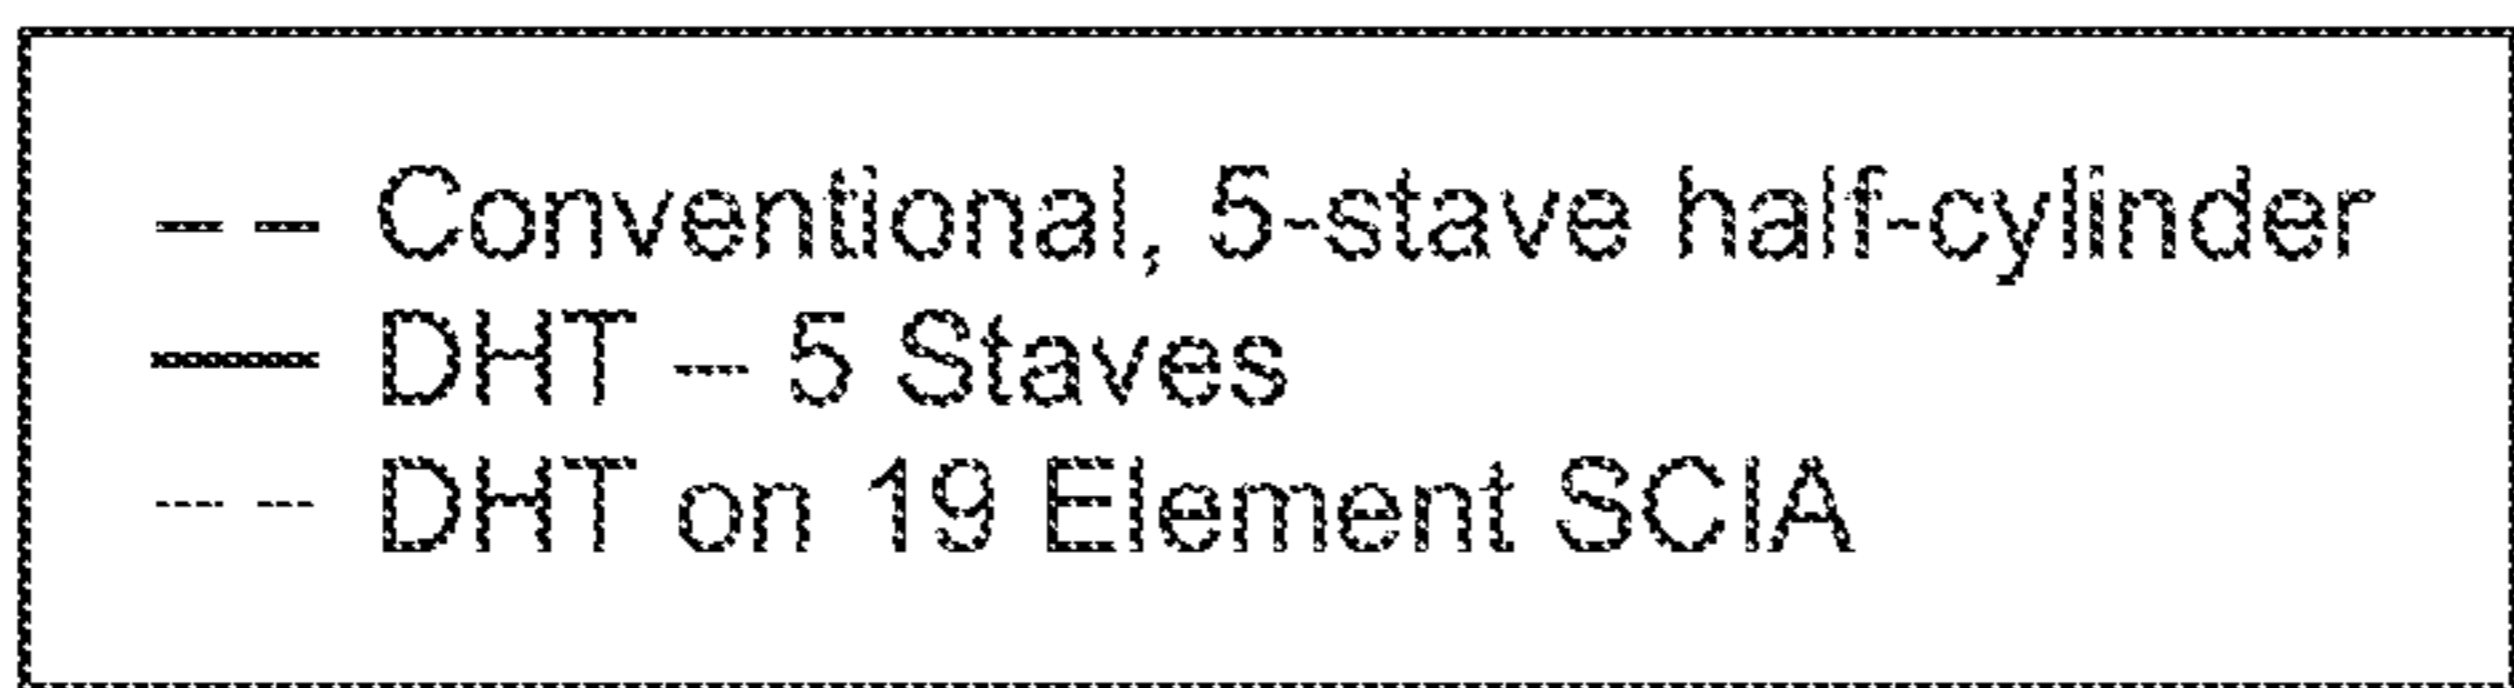 Conventional, 5-stave half-cylinder
DHT – 5 Staves
DHT on 19 Element SCIA